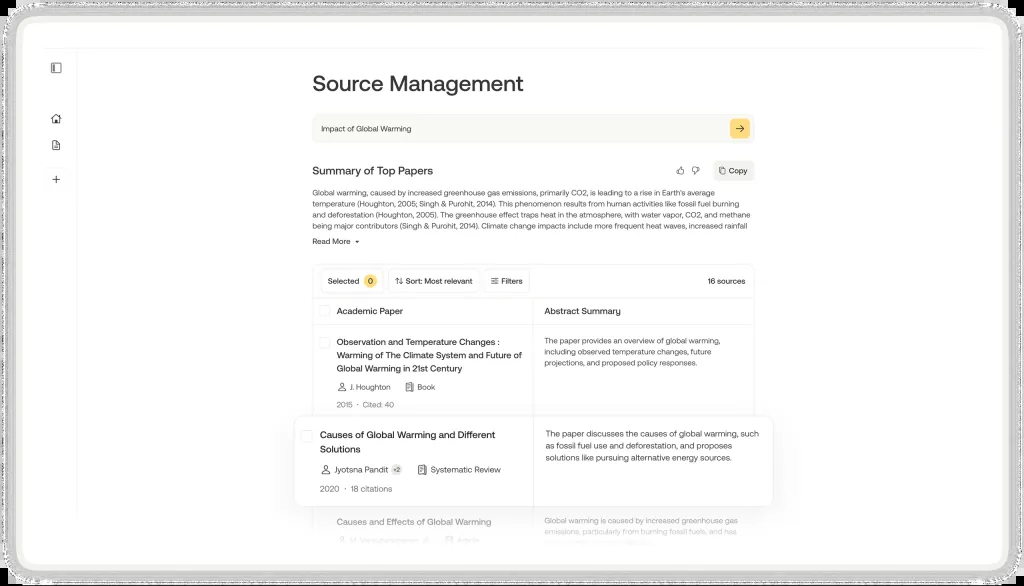 Source Management
Impact of Global Warming
Summary of Top Papers
Copy
Global warming, caused by increased greenhouse gas emissions, primarily CO2, is leading to a rise in Earth's average
temperature (Houghton, 2005; Singh & Purohit, 2014). This phenomenon results from human activities like fossil fuel burning
and deforestation (Houghton, 2005). The greenhouse effect traps heat in the atmosphere, with water vapor, CO2, and methane
being major contributors (Singh & Purohit, 2014). Climate change impacts include more frequent heat waves, increased rainfall
Read More
Selected 0
Sort: Most relevant
Filters
16 sources
Academic Paper
Abstract Summary
Observation and Temperature Changes :
Warming of The Climate System and Future of
Global Warming in 21st Century
J. Houghton
Book
2015 · Cited: 40
The paper provides an overview of global warming,
including observed temperature changes, future
projections, and proposed policy responses.
Causes of Global Warming and Different
Solutions
Jyotsna Pandit +2
Systematic Review
2020 · 18 citations
The paper discusses the causes of global warming, such
as fossil fuel use and deforestation, and proposes
solutions like pursuing alternative energy sources.
Causes and Effects of Global Warming
Global warming is caused by increased greenhouse gas
emissions, particularly from burning fossil fuels, and has